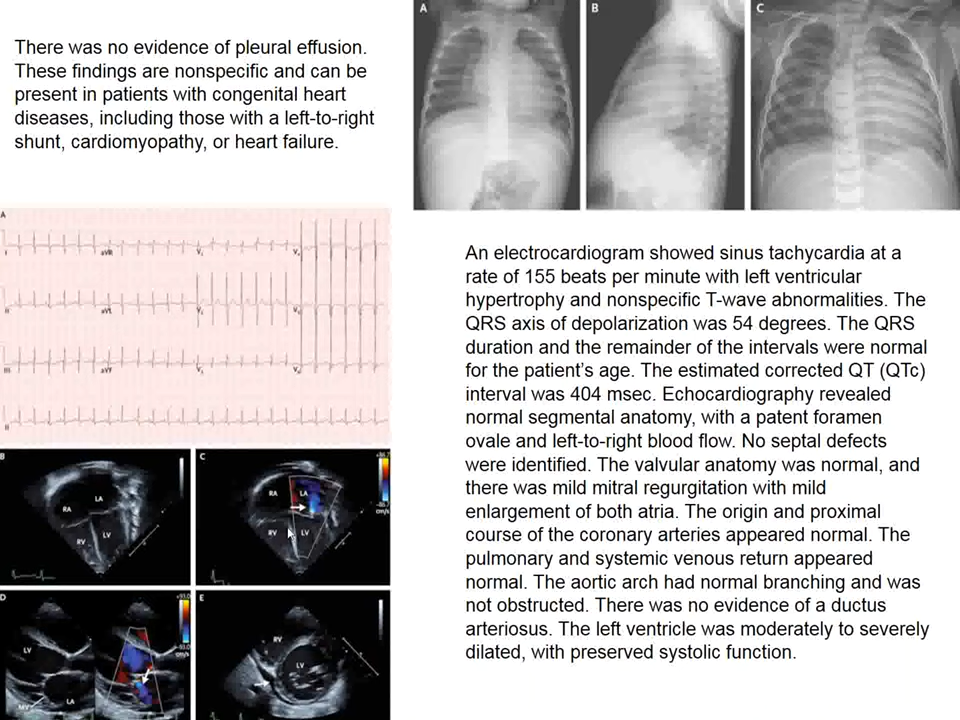 There was no evidence of pleural effusion.
These findings are nonspecific and can be
present in patients with congenital heart
diseases, including those with a left-to-right
shunt, cardiomyopathy, or heart failure.
A
B
C
A
I
aVR
II
aVL
III
aVF
II
An electrocardiogram showed sinus tachycardia at a
rate of 155 beats per minute with left ventricular
hypertrophy and nonspecific T-wave abnormalities. The
QRS axis of depolarization was 54 degrees. The QRS
duration and the remainder of the intervals were normal
for the patient's age. The estimated corrected QT (QTc)
interval was 404 msec. Echocardiography revealed
normal segmental anatomy, with a patent foramen
ovale and left-to-right blood flow. No septal defects
were identified. The valvular anatomy was normal, and
there was mild mitral regurgitation with mild
enlargement of both atria. The origin and proximal
course of the coronary arteries appeared normal. The
pulmonary and systemic venous return appeared
normal. The aortic arch had normal branching and was
not obstructed. There was no evidence of a ductus
arteriosus. The left ventricle was moderately to severely
dilated, with preserved systolic function.
B
LA
RA
RV
LV
C
RA
LA
RV
LV
cm/s
D
LV
MV
LA
E
RV
LV